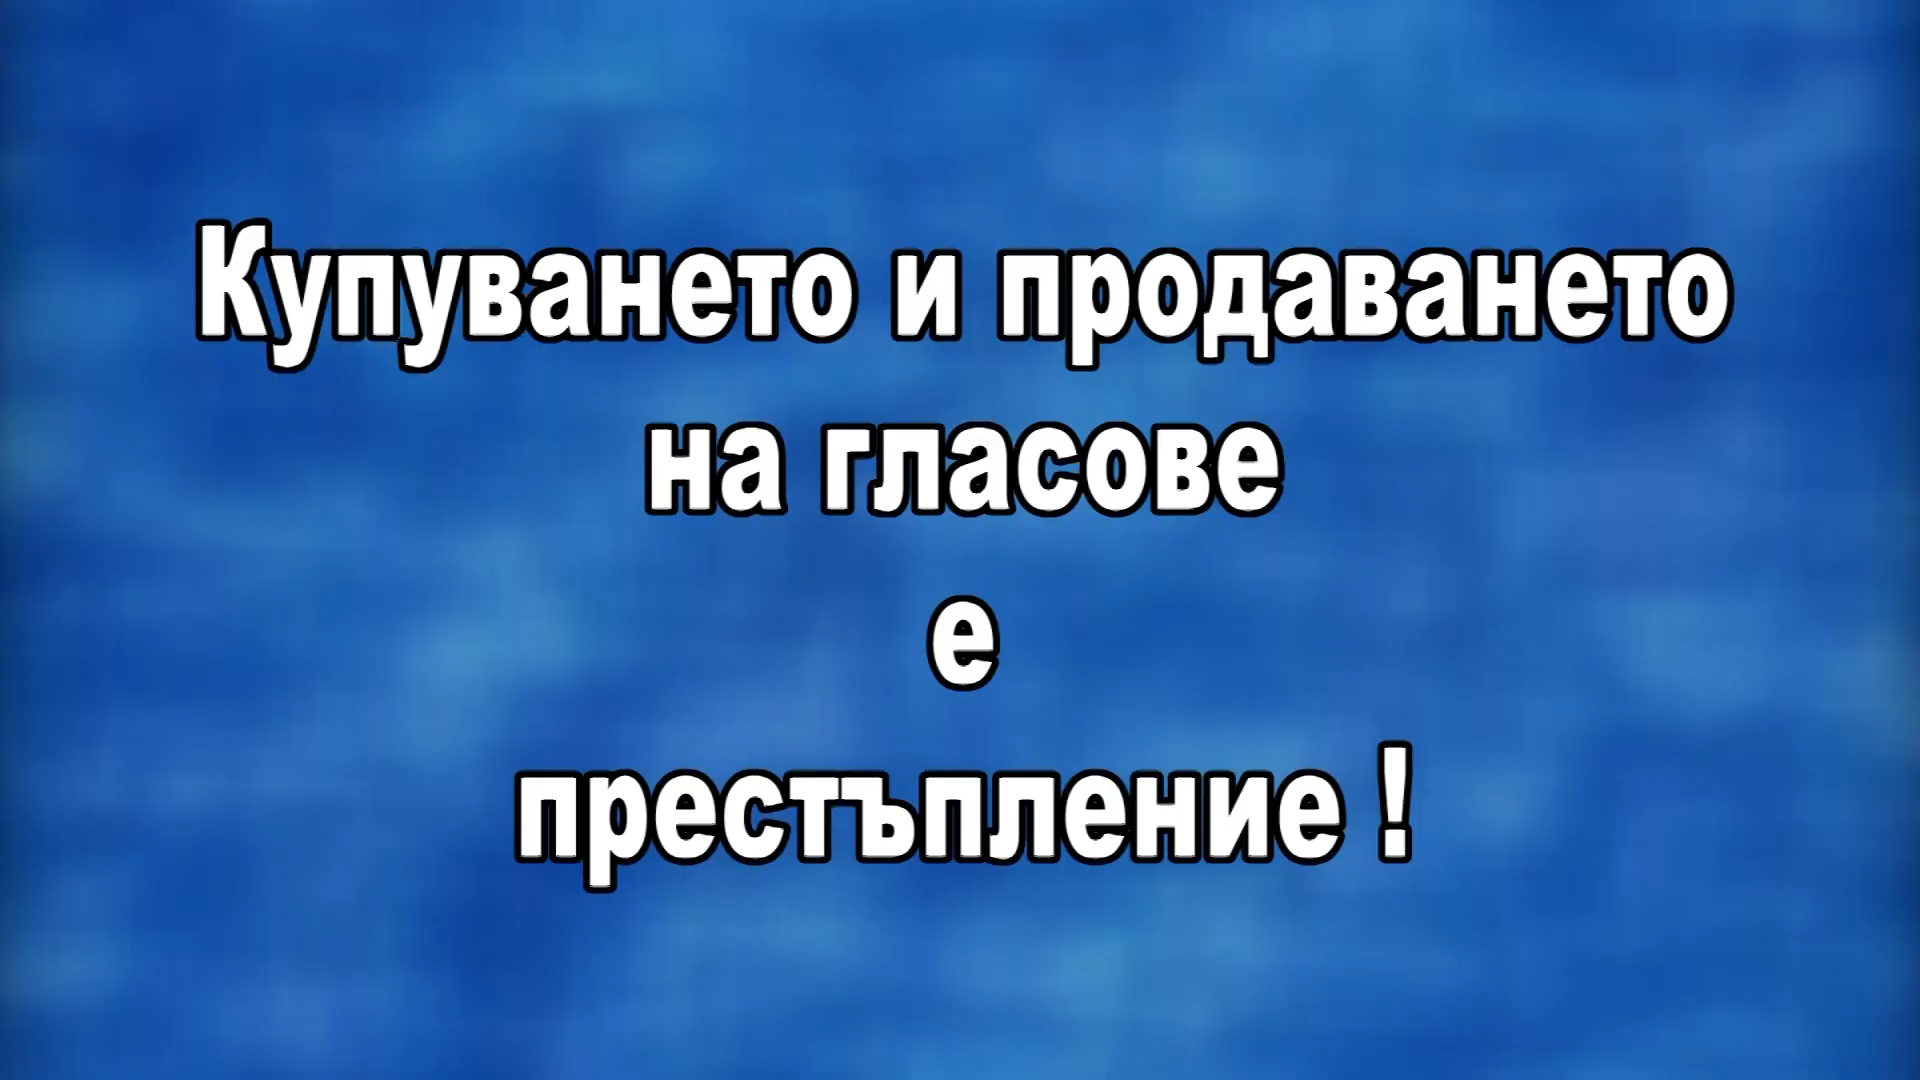 Купуването и продаването
на гласове
е
престъпление !